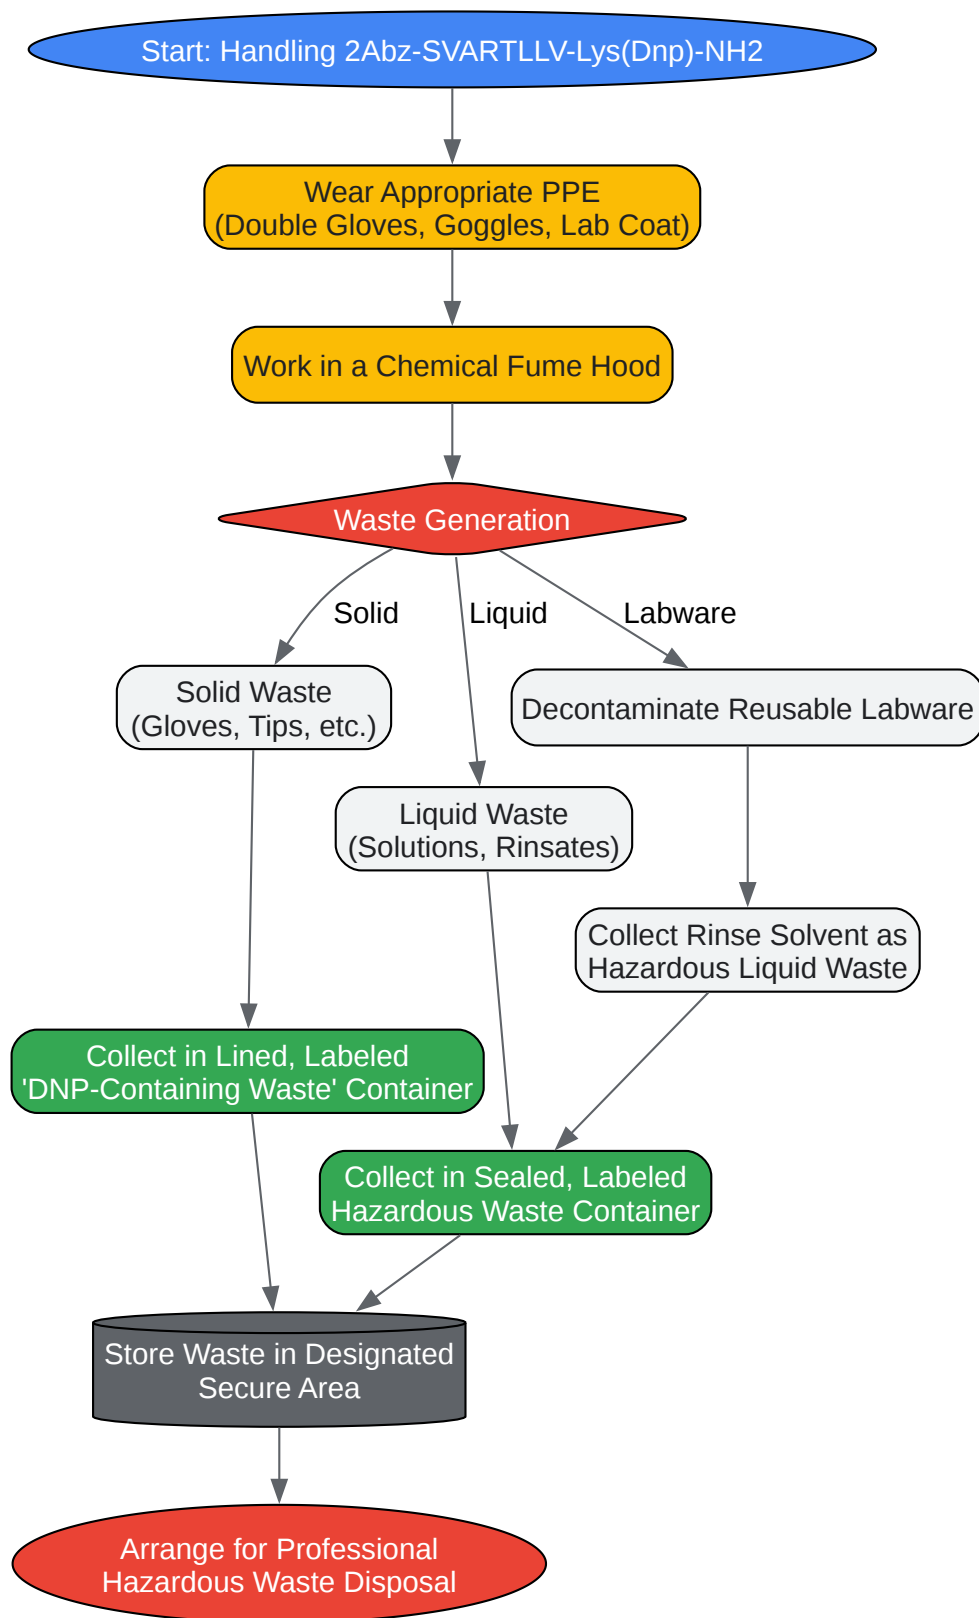 Start: Handling 2Abz-SVARTLLV-Lys(Dnp)-NH2
Wear Appropriate PPE
(Double Gloves, Goggles, Lab Coat)
Work in a Chemical Fume Hood
Waste Generation
Solid
Liquid
Labware
Solid Waste
(Gloves, Tips, etc.)
Decontaminate Reusable Labware
Liquid Waste
(Solutions, Rinsates)
Collect Rinse Solvent as
Hazardous Liquid Waste
Collect in Lined, Labeled
'DNP-Containing Waste' Container
Collect in Sealed, Labeled
Hazardous Waste Container
Store Waste in Designated
Secure Area
Arrange for Professional
Hazardous Waste Disposal